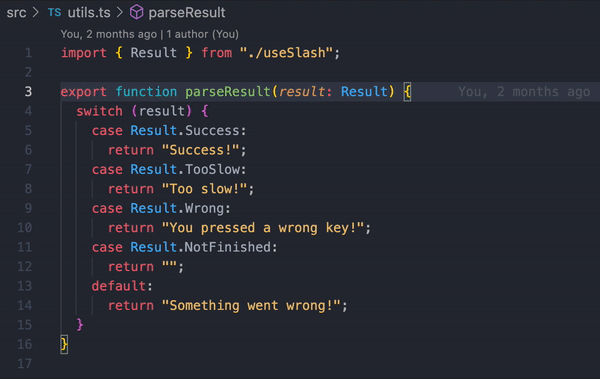 src > TS utils.ts > parseResult
You, 2 months ago | 1 author (You)
1 import { Result } from "./useSlash";
2
3 export function parseResult(result: Result) { You, 2 months ago
4   switch (result) {
5     case Result.Success:
6       return "Success!";
7     case Result.TooSlow:
8       return "Too slow!";
9     case Result.Wrong:
10       return "You pressed a wrong key!";
11     case Result.NotFinished:
12       return "";
13     default:
14       return "Something went wrong!";
15   }
16 }
17